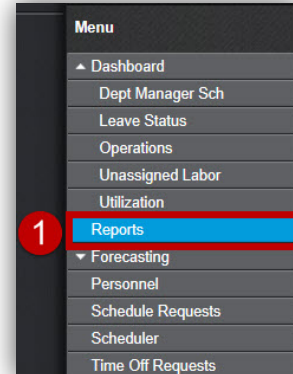 Menu
Dashboard
Dept Manager Sch
Leave Status
Operations
Unassigned Labor
Utilization
1 Reports
Forecasting
Personnel
Schedule Requests
Scheduler
Time Off Requests